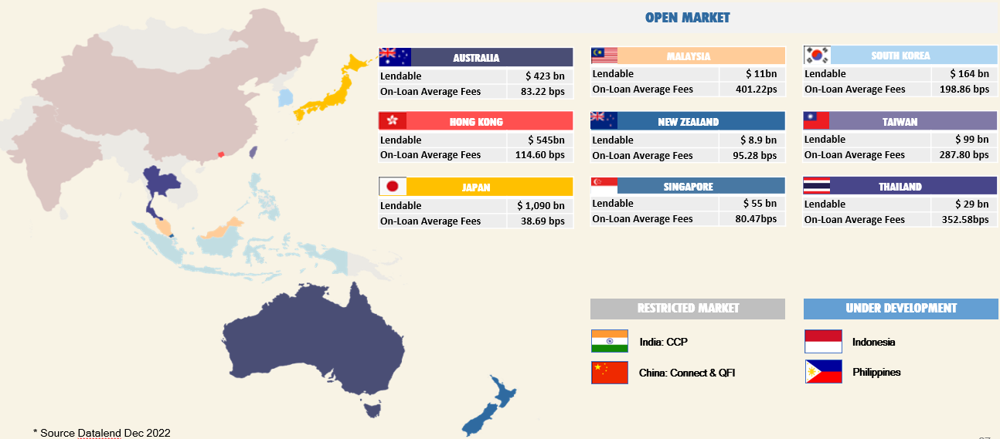 OPEN MARKET
AUSTRALIA
Lendable $ 423 bn
On-Loan Average Fees 83.22 bps
MALAYSIA
Lendable $ 11bn
On-Loan Average Fees 401.22ps
SOUTH KOREA
Lendable $ 164 bn
On-Loan Average Fees 198.86 bps
HONG KONG
Lendable $ 545bn
On-Loan Average Fees 114.60 bps
NEW ZEALAND
Lendable $ 8.9 bn
On-Loan Average Fees 95.28 bps
TAIWAN
Lendable $ 99 bn
On-Loan Average Fees 287.80 bps
JAPAN
Lendable $ 1,090 bn
On-Loan Average Fees 38.69 bps
SINGAPORE
Lendable $ 55 bn
On-Loan Average Fees 80.47bps
THAILAND
Lendable $ 29 bn
On-Loan Average Fees 352.58bps
RESTRICTED MARKET
India: CCP
China: Connect & QFI
UNDER DEVELOPMENT
Indonesia
Philippines
* Source Datalend Dec 2022